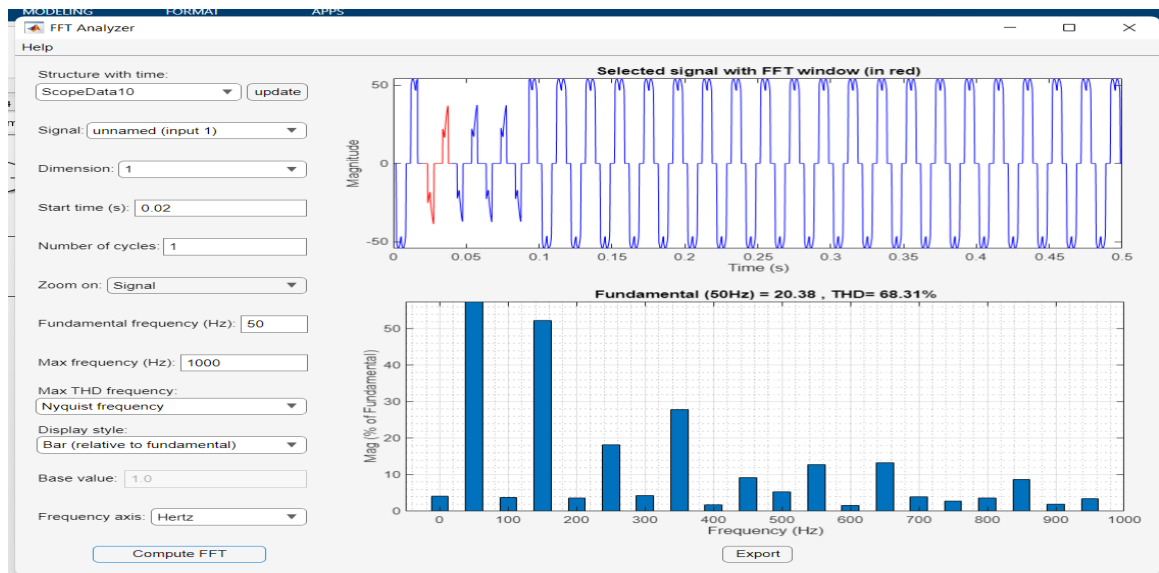 MODELING FORMAT APPS
FFT Analyzer
Help
Structure with time:
ScopeData10 update
Signal: unnamed (input 1)
Dimension: 1
Start time (s): 0.02
Number of cycles: 1
Zoom on: Signal
Fundamental frequency (Hz): 50
Max frequency (Hz): 1000
Max THD frequency:
Nyquist frequency
Display style:
Bar (relative to fundamental)
Base value: 1.0
Frequency axis: Hertz
Compute FFT
Selected signal with FFT window (in red)
50
0
-50
Magnitude
0 0.05 0.1 0.15 0.2 0.25 0.3 0.35 0.4 0.45 0.5
Time (s)
Fundamental (50Hz) = 20.38 , THD= 68.31%
50
40
30
20
10
0
Mag (% of Fundamental)
0 100 200 300 400 500 600 700 800 900 1000
Frequency (Hz)
Export